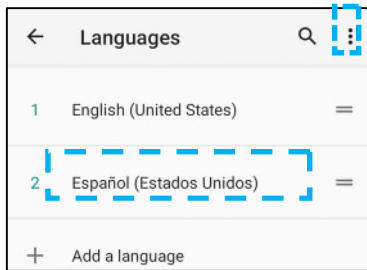 Languages
1 English (United States)
2 Español (Estados Unidos)
Add a language